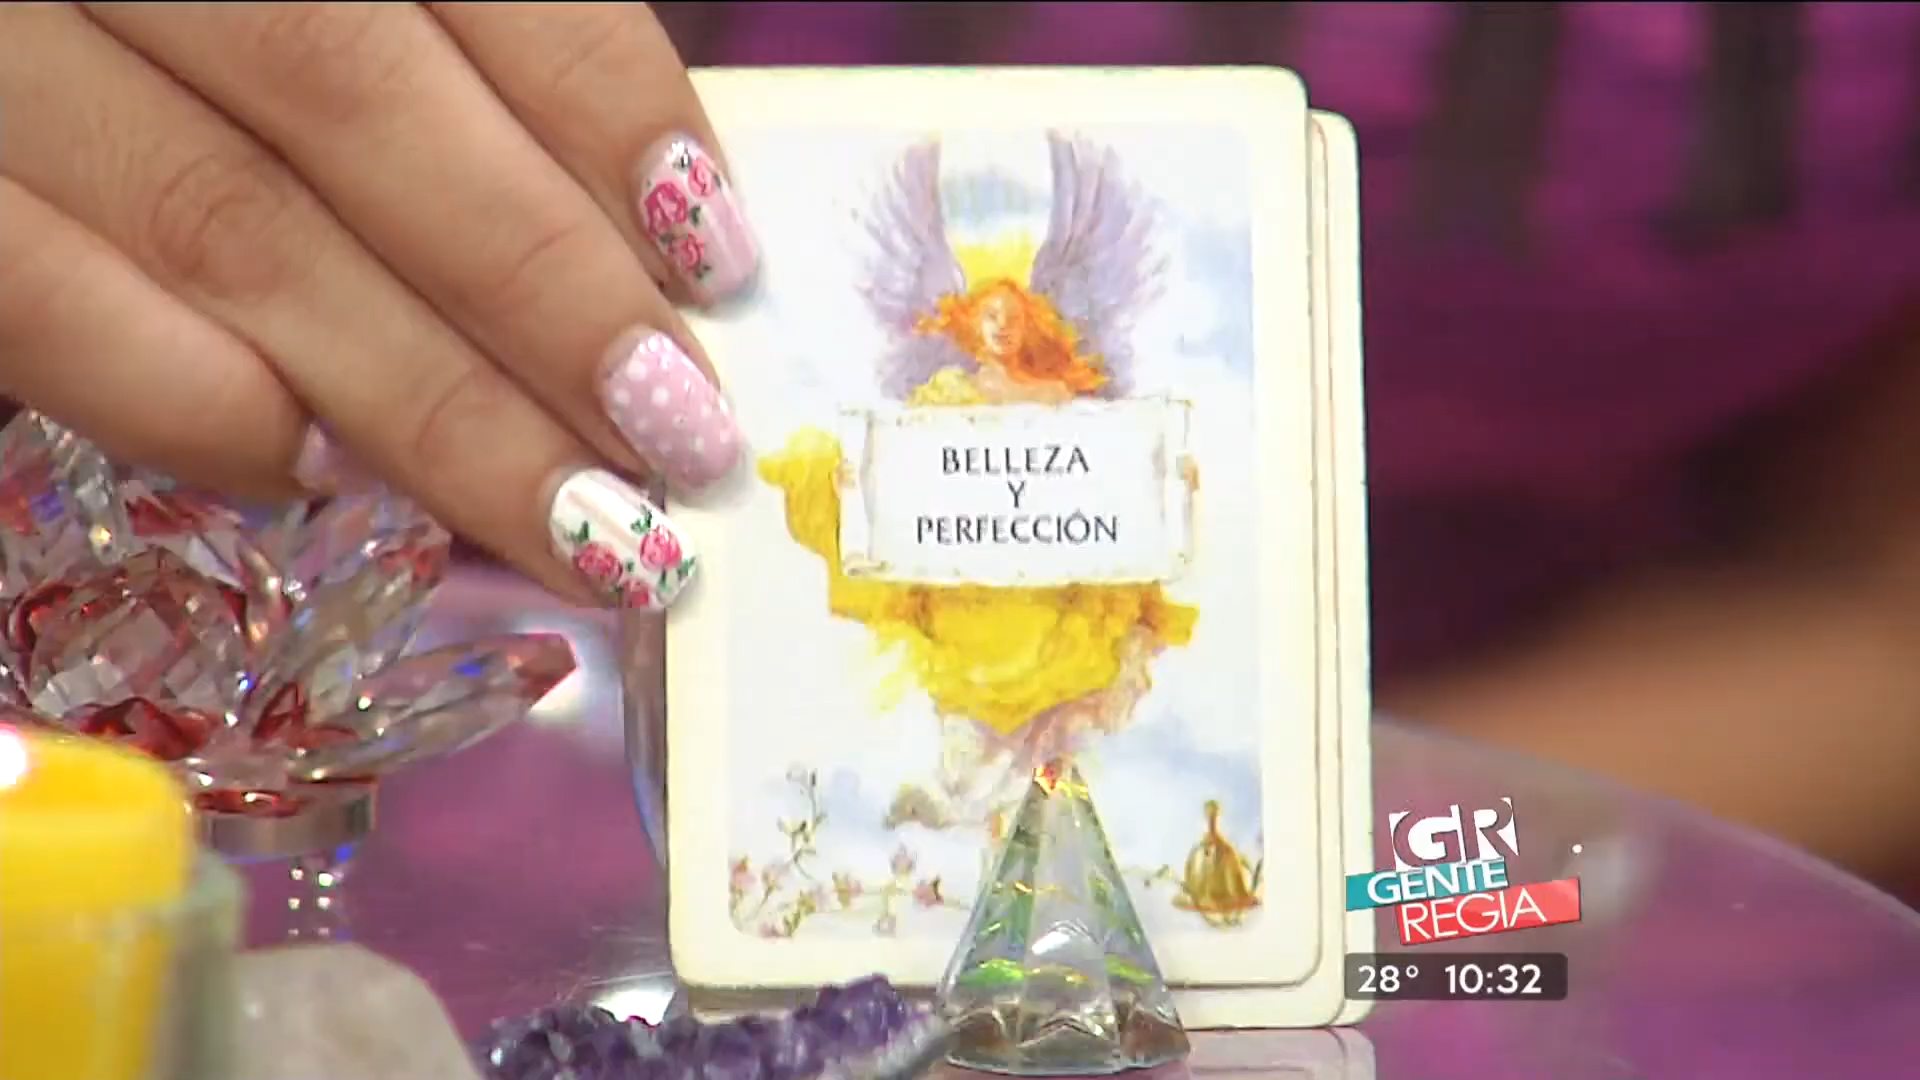 BELLEZA
Y
PERFECCIÓN
GR
GENTE
REGIA
28° 10:32